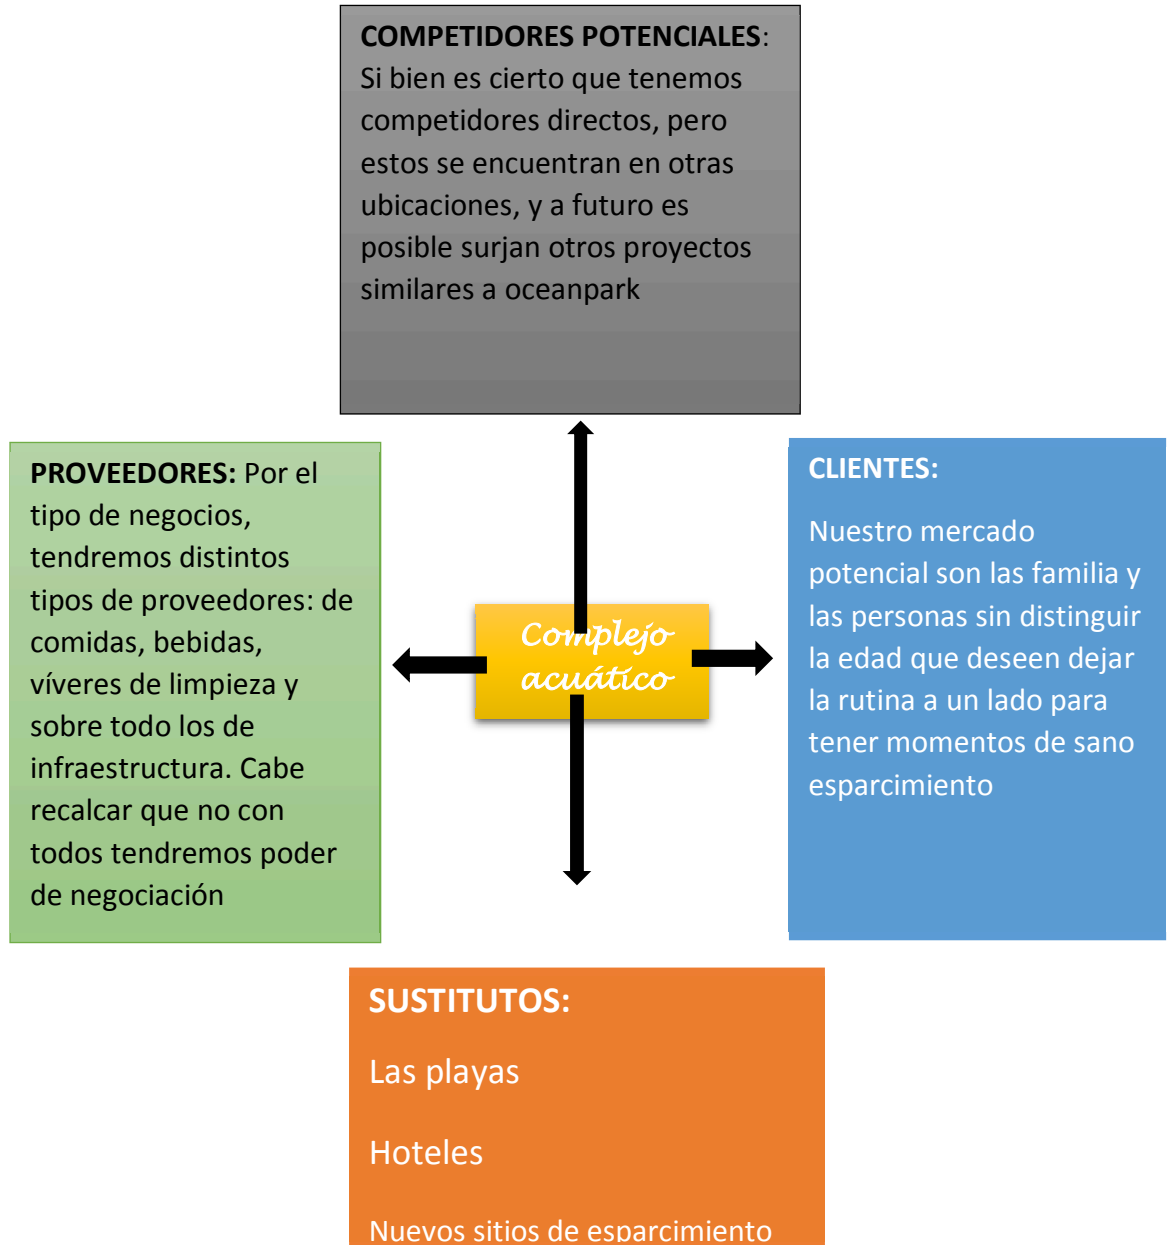 COMPETIDORES POTENCIALES:
Si bien es cierto que tenemos
competidores directos, pero
estos se encuentran en otras
ubicaciones, y a futuro es
posible surjan otros proyectos
similares a oceanpark
PROVEEDORES: Por el
tipo de negocios,
tendremos distintos
tipos de proveedores: de
comidas, bebidas,
víveres de limpieza y
sobre todo los de
infraestructura. Cabe
recalcar que no con
todos tendremos poder
de negociación
Complejo
acuático
CLIENTES:
Nuestro mercado
potencial son las familia y
las personas sin distinguir
la edad que deseen dejar
la rutina a un lado para
tener momentos de sano
esparcimiento
SUSTITUTOS:
Las playas
Hoteles
Nuevos sitios de esparcimiento